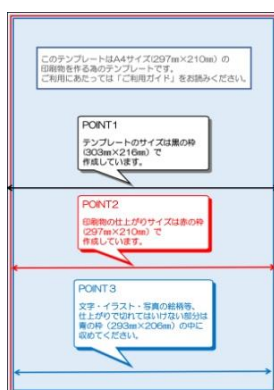 このテンプレートはA4サイズ(297㎜×210㎜)の
印刷物を作る為のテンプレートです。
ご利用にあたっては「ご利用ガイド」をお読みください。
POINT1
テンプレートのサイズは黒の枠
(303㎜×216㎜)で
作成しています。
POINT2
印刷物の仕上がりサイズは赤の枠
(297㎜×210㎜)で
作成しています。
POINT3
文字・イラスト・写真の絵柄等、
仕上がりで切れてはいけない部分は
青の枠(293㎜×206㎜)の中に
収めてください。